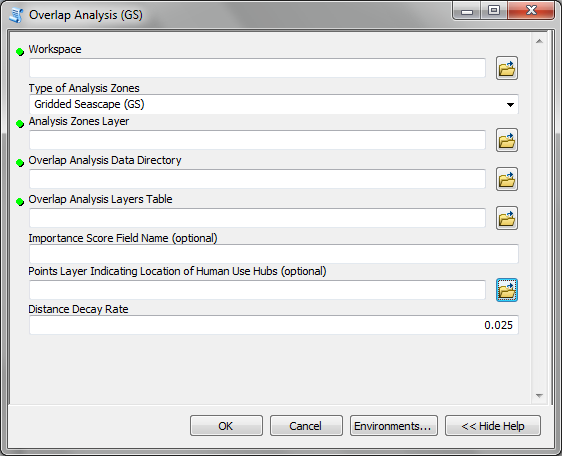 Overlap Analysis (GS)
Workspace
Type of Analysis Zones
Gridded Seascape (GS)
Analysis Zones Layer
Overlap Analysis Data Directory
Overlap Analysis Layers Table
Importance Score Field Name (optional)
Points Layer Indicating Location of Human Use Hubs (optional)
Distance Decay Rate
0.025
OK Cancel Environments... << Hide Help